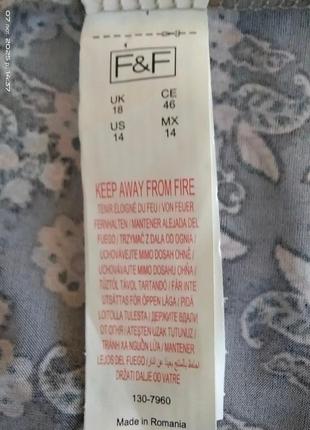 F&F
UK CE
18 46
US MX
14 14
KEEP AWAY FROM FIRE
TENIR ÉLOIGNÉ DU FEU / VON FEUER
FERNHALTEN / MANTENER ALEJADA DEL
FUEGO / TRZYMAĆ Z DALA OD OGNIA /
UCHOVÁVEJTE MIMO DOSAH OHNĚ /
UCHOVÁVAJTE MIMO DOSAHU OHŇA /
TŰZTŐL TÁVOL TARTANDÓ / FÅR INTE
UTSÄTTAS FÖR ÖPPEN LÅGA / PIDÄ
LOITOLLA TULESTA / ДЕРЖИТЕ ВДАЛИ
ОТ ОГНЯ / ATEŞTEN UZAK TUTUNUZ /
TRÁNH XA NGUỒN LỬA / MANTENER
LEJOS DEL FUEGO /
DRŽATI DALJE OD VATRE
130-7960
Made in Romania